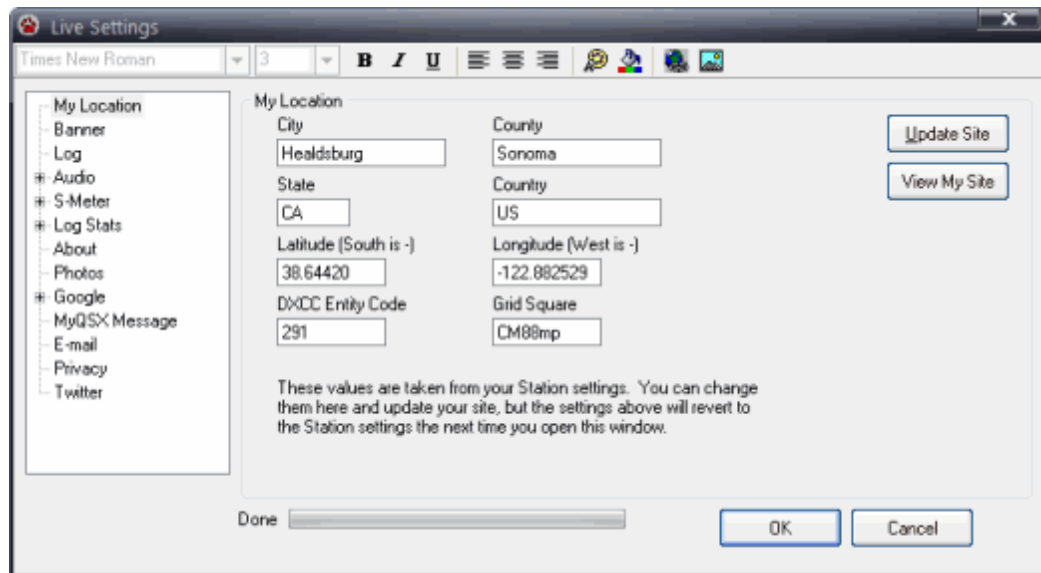 Live Settings
Times New Roman 3 B I U
My Location
Banner
Log
Audio
S-Meter
Log Stats
About
Photos
Google
MyQSX Message
E-mail
Privacy
Twitter
My Location
City County
Healdsburg Sonoma
State Country
CA US
Latitude (South is -) Longitude (West is -)
38.64420 -122.882529
DXCC Entity Code Grid Square
291 CM88mp
These values are taken from your Station settings. You can change
them here and update your site, but the settings above will revert to
the Station settings the next time you open this window.
Update Site
View My Site
Done
OK Cancel